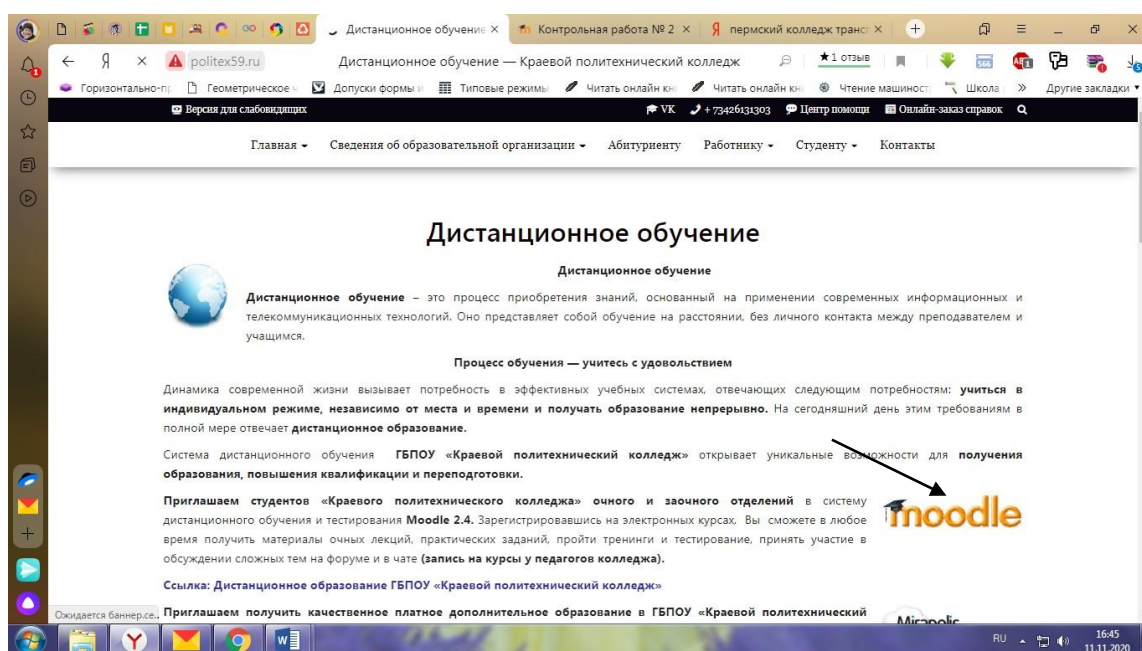 Дистанционное обучение
Контрольная работа № 2
пермский колледж трансп
politex59.ru
Дистанционное обучение — Краевой политехнический колледж
★1 отзыв
Горизонтально-пр
Геометрическое ч
Допуски формы и
Типовые режимы
Читать онлайн кни
Читать онлайн кни
Чтение машиност
Школа
»
Другие закладки
Версия для слабовидящих
VK
+ 73426131303
Центр помощи
Онлайн-заказ справок
Главная
Сведения об образовательной организации
Абитуриенту
Работнику
Студенту
Контакты
Дистанционное обучение
Дистанционное обучение
Дистанционное обучение – это процесс приобретения знаний, основанный на применении современных информационных и
телекоммуникационных технологий. Оно представляет собой обучение на расстоянии, без личного контакта между преподавателем и
учащимся.
Процесс обучения — учитесь с удовольствием
Динамика современной жизни вызывает потребность в эффективных учебных системах, отвечающих следующим потребностям: учиться в
индивидуальном режиме, независимо от места и времени и получать образование непрерывно. На сегодняшний день этим требованиям в
полной мере отвечает дистанционное образование.
Система дистанционного обучения ГБПОУ «Краевой политехнический колледж» открывает уникальные возможности для получения
образования, повышения квалификации и переподготовки.
Приглашаем студентов «Краевого политехнического колледжа» очного и заочного отделений в систему
дистанционного обучения и тестирования Moodle 2.4. Зарегистрировавшись на электронных курсах, Вы сможете в любое
время получить материалы очных лекций, практических заданий, пройти тренинги и тестирование, принять участие в
обсуждении сложных тем на форуме и в чате (запись на курсы у педагогов колледжа).
moodle
Ссылка: Дистанционное образование ГБПОУ «Краевой политехнический колледж»
Приглашаем получить качественное платное дополнительное образование в ГБПОУ «Краевой политехнический
Mirapolis
Ожидается баннер.се...
RU
16:45
11.11.2020